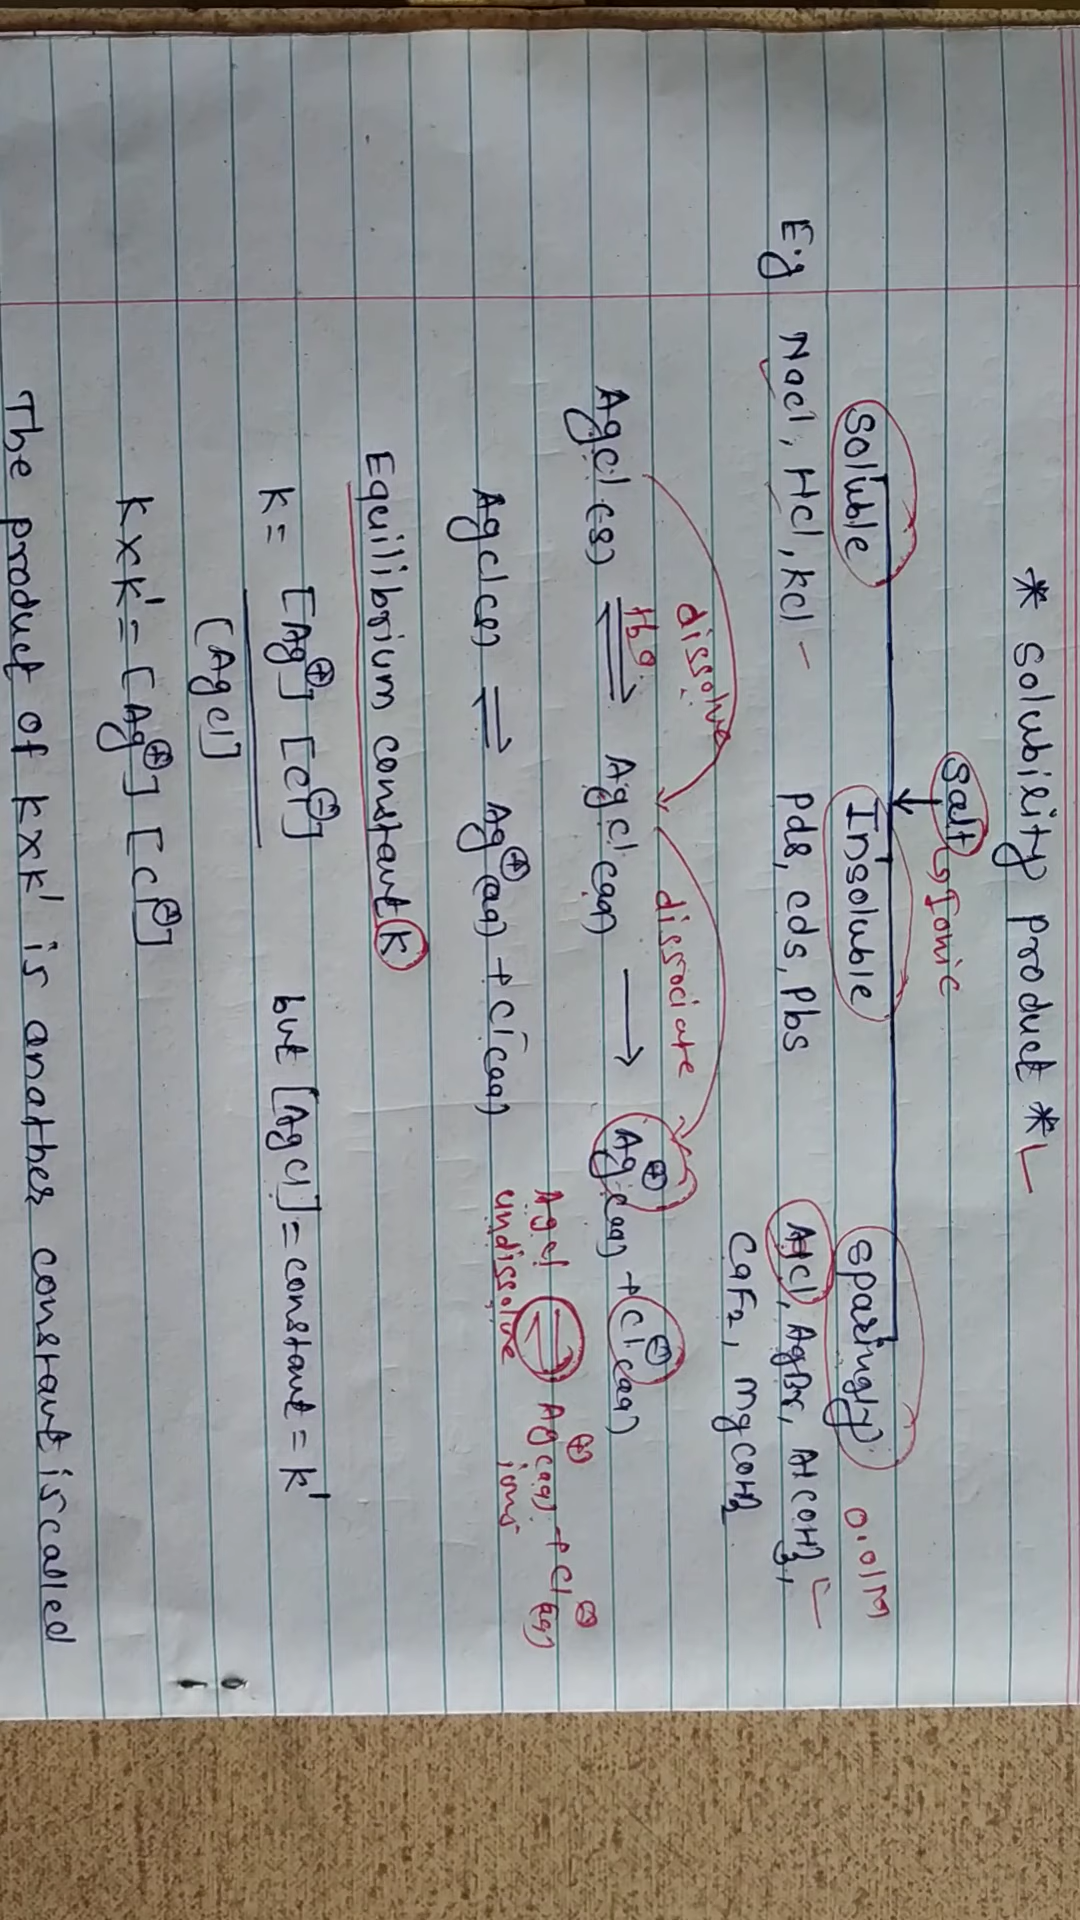 * Solubility product *
Salt → Ionic
Soluble Insoluble Sparingly 0.01M
E.g NaCl, HCl, KCl – PdS, CdS, PbS AgCl, AgBr, Al(OH)3,
CaF2, Mg(OH)2
dissolve dissociate
AgCl(s) ⇌ H2O AgCl(aq) → Ag⊕(aq) + Cl⊖(aq)
AgCl ⇌ Ag⊕(aq) + Cl⊖(aq)
undissolve ions
AgCl(s) ⇌ Ag⊕(aq) + Cl⁻(aq)
Equilibrium constant K
K = [Ag⊕] [Cl⊖] but [AgCl] = constant = K'
[AgCl]
K x K' = [Ag⊕] [Cl⊖]
The product of K x K' is anather constant is called